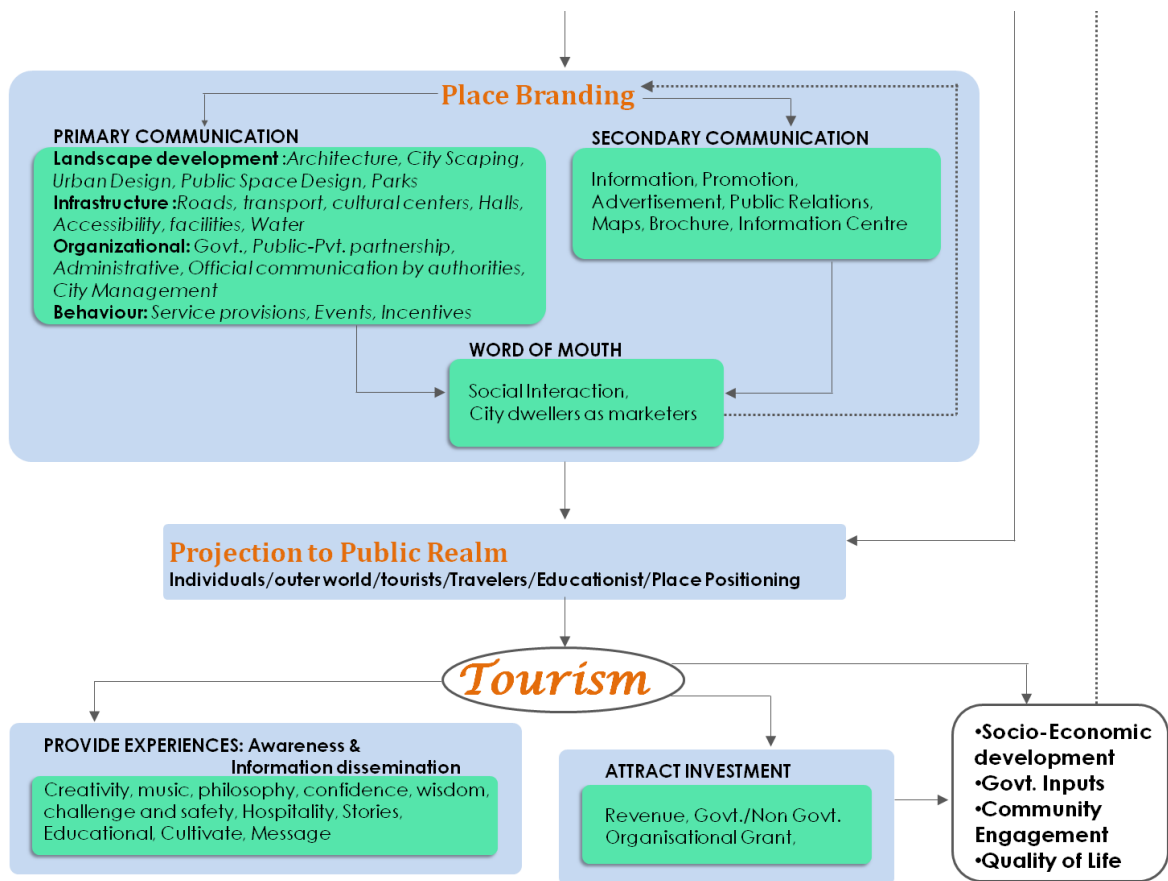 Place Branding
PRIMARY COMMUNICATION
Landscape development :Architecture, City Scaping,
Urban Design, Public Space Design, Parks
Infrastructure :Roads, transport, cultural centers, Halls,
Accessibility, facilities, Water
Organizational: Govt., Public-Pvt. partnership,
Administrative, Official communication by authorities,
City Management
Behaviour: Service provisions, Events, Incentives
SECONDARY COMMUNICATION
Information, Promotion,
Advertisement, Public Relations,
Maps, Brochure, Information Centre
WORD OF MOUTH
Social Interaction,
City dwellers as marketers
Projection to Public Realm
Individuals/outer world/tourists/Travelers/Educationist/Place Positioning
Tourism
PROVIDE EXPERIENCES: Awareness &
Information dissemination
Creativity, music, philosophy, confidence, wisdom,
challenge and safety, Hospitality, Stories,
Educational, Cultivate, Message
ATTRACT INVESTMENT
Revenue, Govt./Non Govt.
Organisational Grant,
•Socio-Economic
development
•Govt. Inputs
•Community
Engagement
•Quality of Life